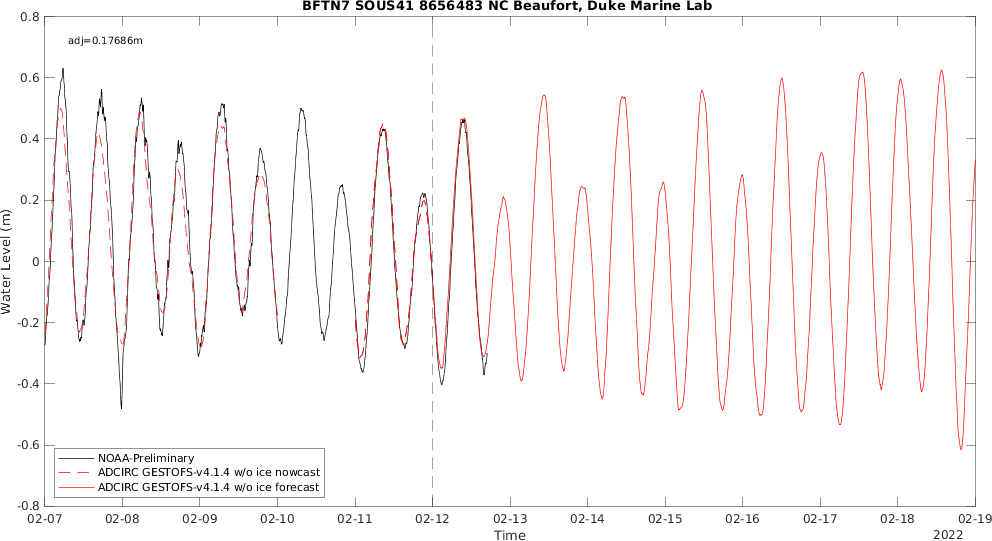 BFTN7 SOUS41 8656483 NC Beaufort, Duke Marine Lab
adj=0.17686m
0.8
0.6
0.4
0.2
0
-0.2
-0.4
-0.6
-0.8
Water Level (m)
NOAA-Preliminary
ADCIRC GESTOFS-v4.1.4 w/o ice nowcast
ADCIRC GESTOFS-v4.1.4 w/o ice forecast
02-07 02-08 02-09 02-10 02-11 02-12 02-13 02-14 02-15 02-16 02-17 02-18 02-19
Time
2022